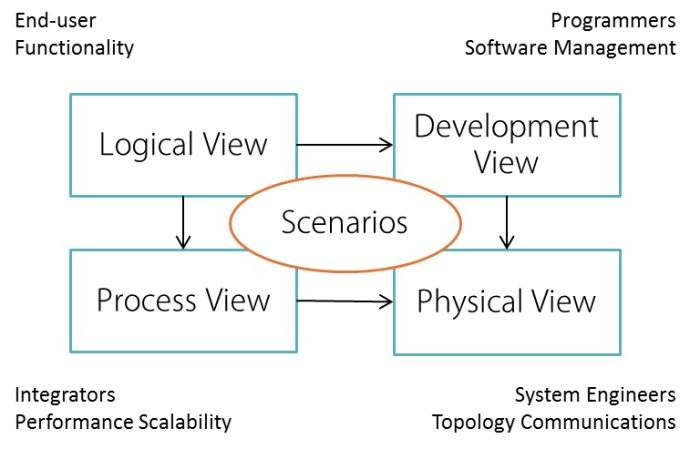 End-user
Functionality
Programmers
Software Management
Logical View
Development
View
Scenarios
Process View
Physical View
Integrators
Performance Scalability
System Engineers
Topology Communications